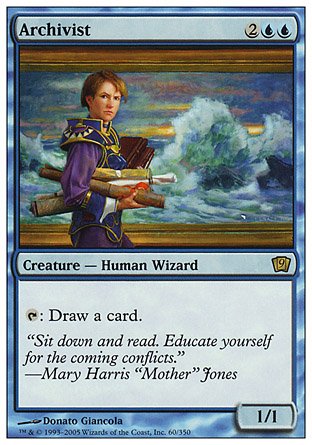 Archivist 2
Creature — Human Wizard 9
: Draw a card.
“Sit down and read. Educate yourself
for the coming conflicts.”
—Mary Harris “Mother” Jones
Donato Giancola
™ & © 1993–2005 Wizards of the Coast, Inc. 60/350
1/1